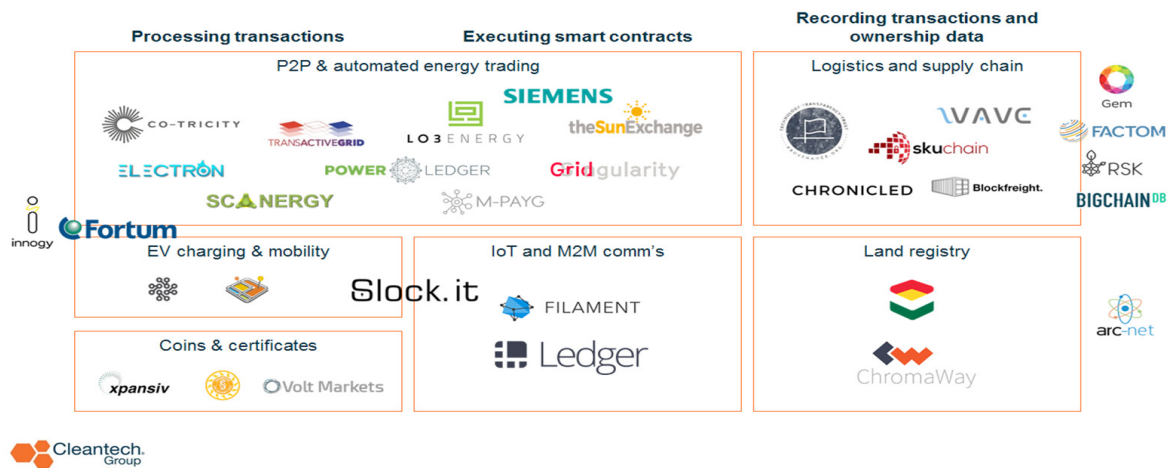 Processing transactions
Executing smart contracts
Recording transactions and
ownership data
P2P & automated energy trading
SIEMENS
CO-TRICITY
TRANSACTIVEGRID
LO3ENERGY
theSunExchange
ELECTRON
POWER LEDGER
Grid Singularity
SCANERGY
M-PAYG
Logistics and supply chain
WAVE
skuchain
CHRONICLED
Blockfreight.
Gem
FACTOM
RSK
BIGCHAINDB
innogy
Fortum
EV charging & mobility
Slock.it
IoT and M2M comm's
FILAMENT
Ledger
Land registry
ChromaWay
arc-net
Coins & certificates
xpansiv
Volt Markets
Cleantech®
Group